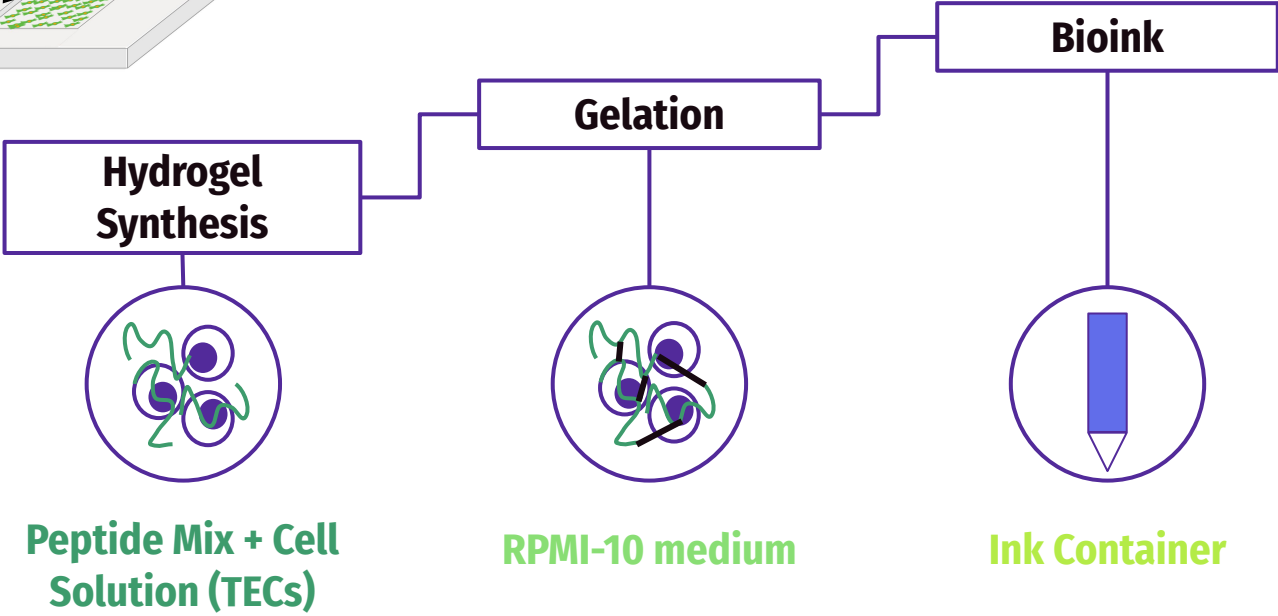 Bioink
Gelation
Hydrogel
Synthesis
Peptide Mix + Cell
Solution (TECs)
RPMI-10 medium
Ink Container